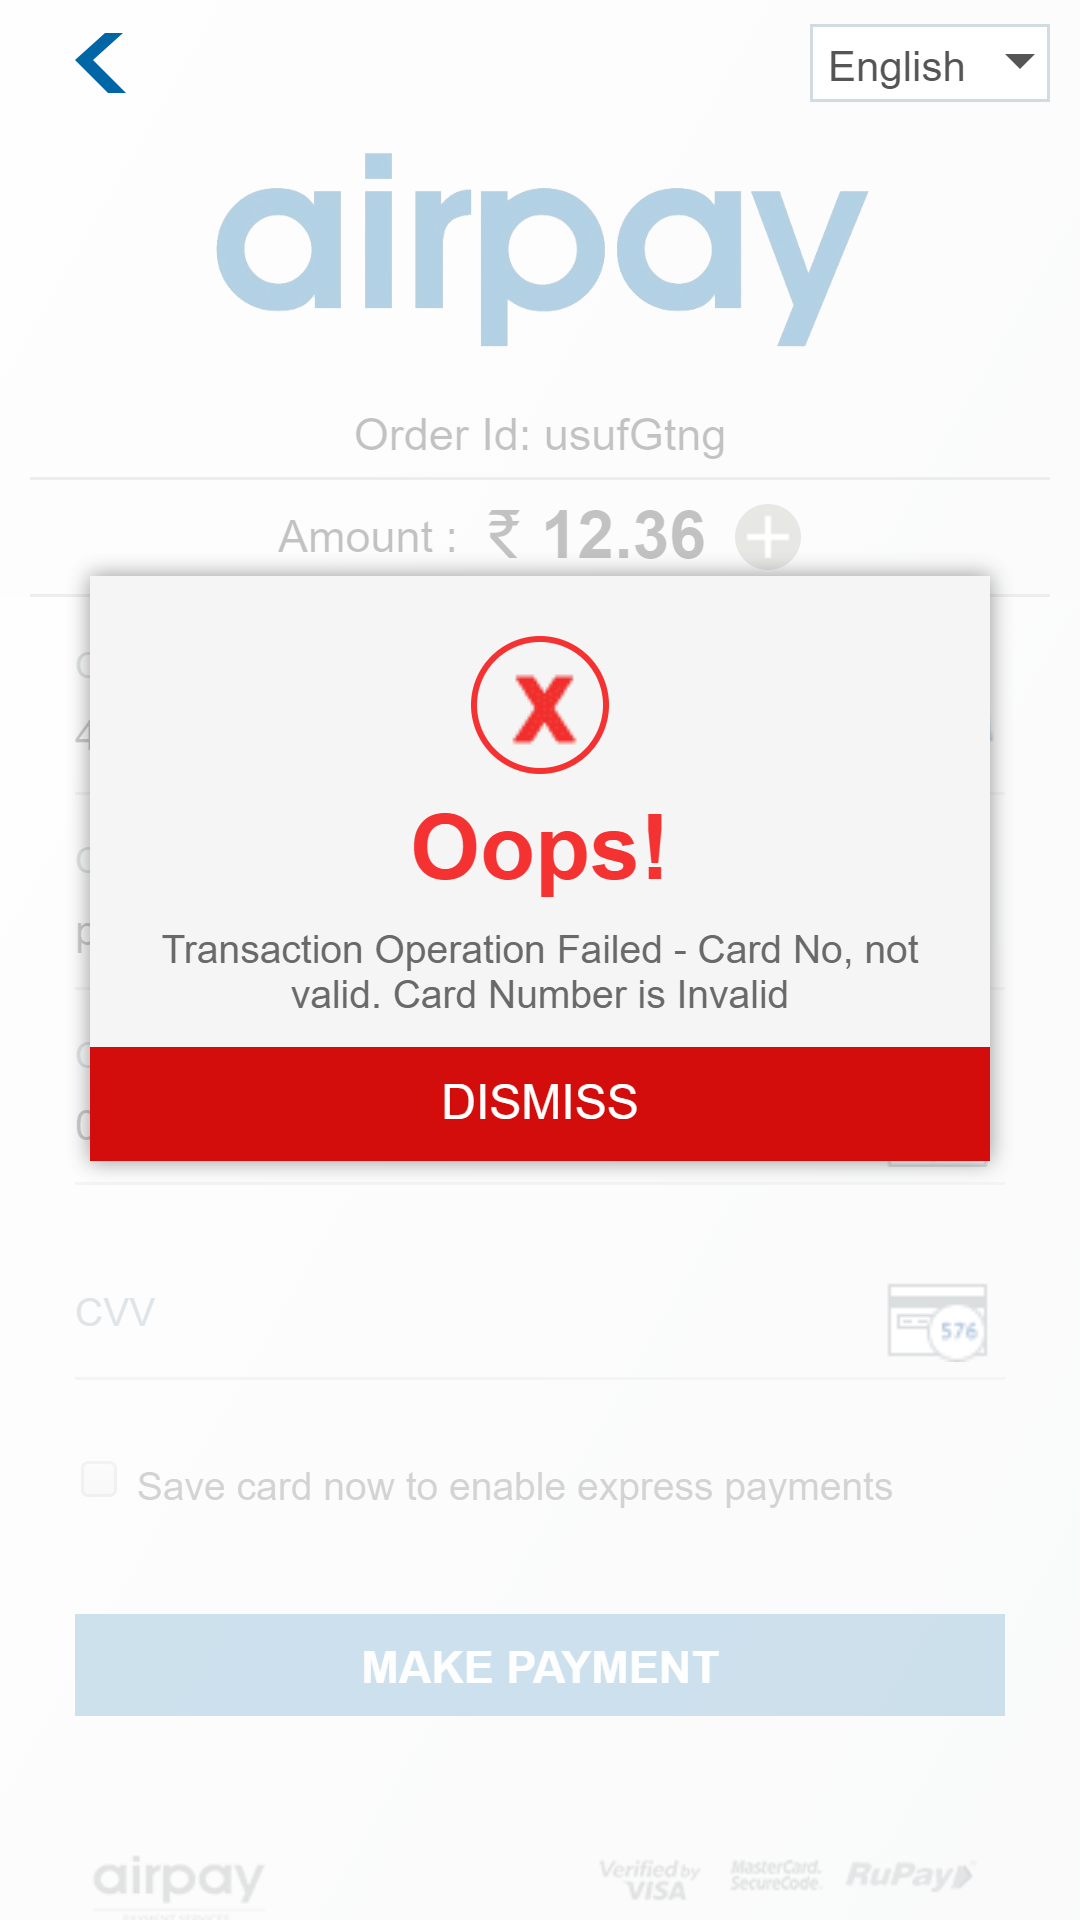 English
airpay
Order Id: usufGtng
Amount : ₹ 12.36
Oops!
Transaction Operation Failed - Card No, not
valid. Card Number is Invalid
DISMISS
CVV
576
Save card now to enable express payments
MAKE PAYMENT
airpay
Verified by
VISA
MasterCard.
SecureCode.
RuPay